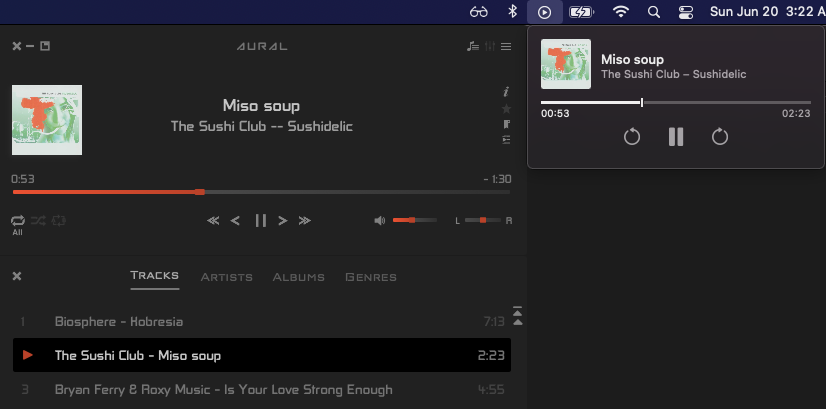 Sun Jun 20 3:22 A
AURAL
Miso soup
The Sushi Club -- Sushidelic
0:53
- 1:30
All
L
R
Miso soup
The Sushi Club – Sushidelic
00:53
02:23
Tracks Artists Albums Genres
1 Biosphere - Kobresia 7:13
The Sushi Club - Miso soup 2:23
3 Bryan Ferry & Roxy Music - Is Your Love Strong Enough 4:55